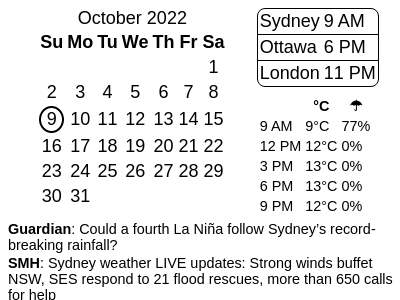 October 2022
Su Mo Tu We Th Fr Sa
1
2 3 4 5 6 7 8
9 10 11 12 13 14 15
16 17 18 19 20 21 22
23 24 25 26 27 28 29
30 31
Sydney 9 AM
Ottawa 6 PM
London 11 PM
°C ☂
9 AM 9°C 77%
12 PM 12°C 0%
3 PM 13°C 0%
6 PM 13°C 0%
9 PM 12°C 0%
Guardian: Could a fourth La Niña follow Sydney's record-
breaking rainfall?
SMH: Sydney weather LIVE updates: Strong winds buffet
NSW, SES respond to 21 flood rescues, more than 650 calls
for help